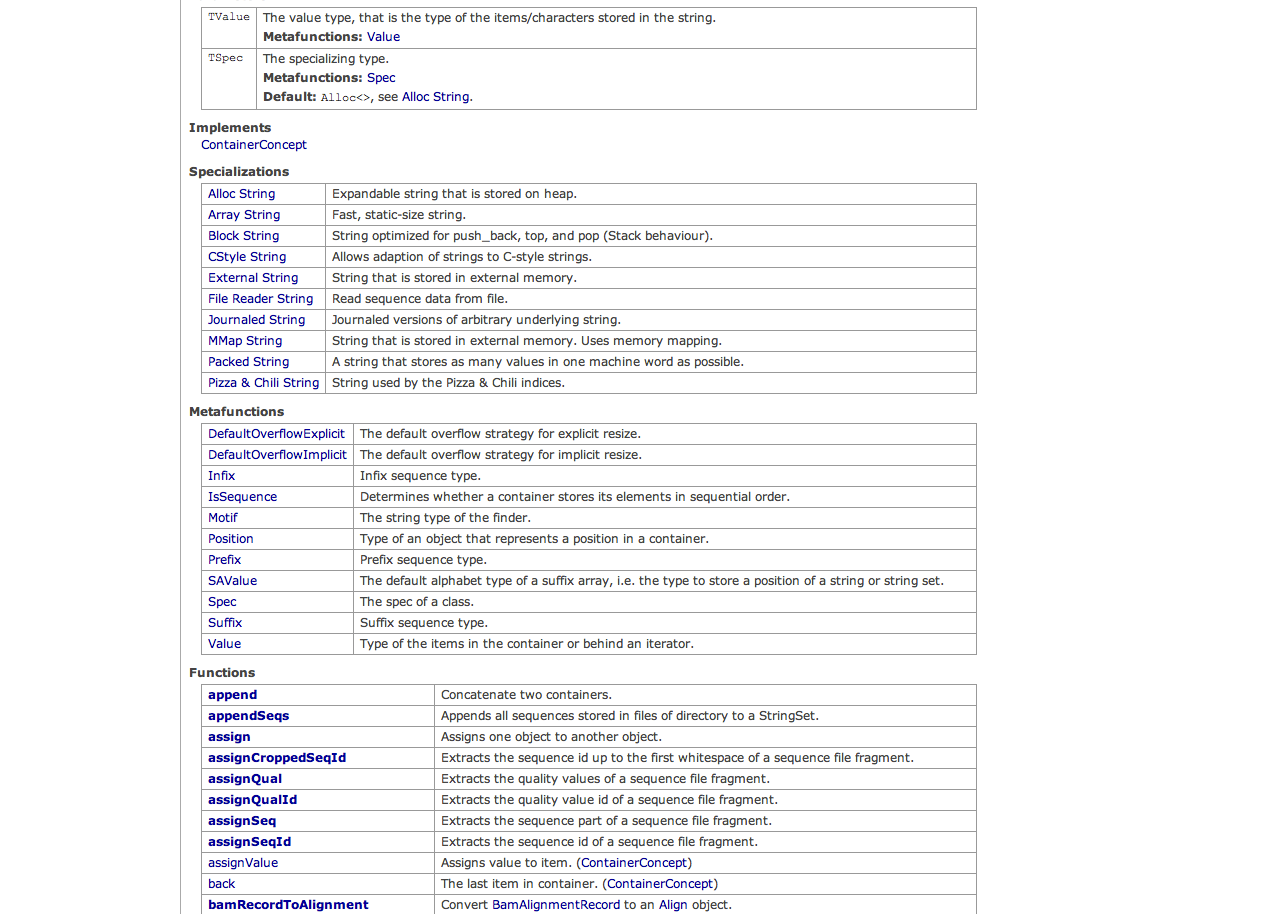 TValue The value type, that is the type of the items/characters stored in the string.
Metafunctions: Value
TSpec The specializing type.
Metafunctions: Spec
Default: Alloc<>, see Alloc String.
Implements
ContainerConcept
Specializations
Alloc String Expandable string that is stored on heap.
Array String Fast, static-size string.
Block String String optimized for push_back, top, and pop (Stack behaviour).
CStyle String Allows adaption of strings to C-style strings.
External String String that is stored in external memory.
File Reader String Read sequence data from file.
Journaled String Journaled versions of arbitrary underlying string.
MMap String String that is stored in external memory. Uses memory mapping.
Packed String A string that stores as many values in one machine word as possible.
Pizza & Chili String String used by the Pizza & Chili indices.
Metafunctions
DefaultOverflowExplicit The default overflow strategy for explicit resize.
DefaultOverflowImplicit The default overflow strategy for implicit resize.
Infix Infix sequence type.
IsSequence Determines whether a container stores its elements in sequential order.
Motif The string type of the finder.
Position Type of an object that represents a position in a container.
Prefix Prefix sequence type.
SAValue The default alphabet type of a suffix array, i.e. the type to store a position of a string or string set.
Spec The spec of a class.
Suffix Suffix sequence type.
Value Type of the items in the container or behind an iterator.
Functions
append Concatenate two containers.
appendSeqs Appends all sequences stored in files of directory to a StringSet.
assign Assigns one object to another object.
assignCroppedSeqId Extracts the sequence id up to the first whitespace of a sequence file fragment.
assignQual Extracts the quality values of a sequence file fragment.
assignQualId Extracts the quality value id of a sequence file fragment.
assignSeq Extracts the sequence part of a sequence file fragment.
assignSeqId Extracts the sequence id of a sequence file fragment.
assignValue Assigns value to item. (ContainerConcept)
back The last item in container. (ContainerConcept)
bamRecordToAlignment Convert BamAlignmentRecord to an Align object.